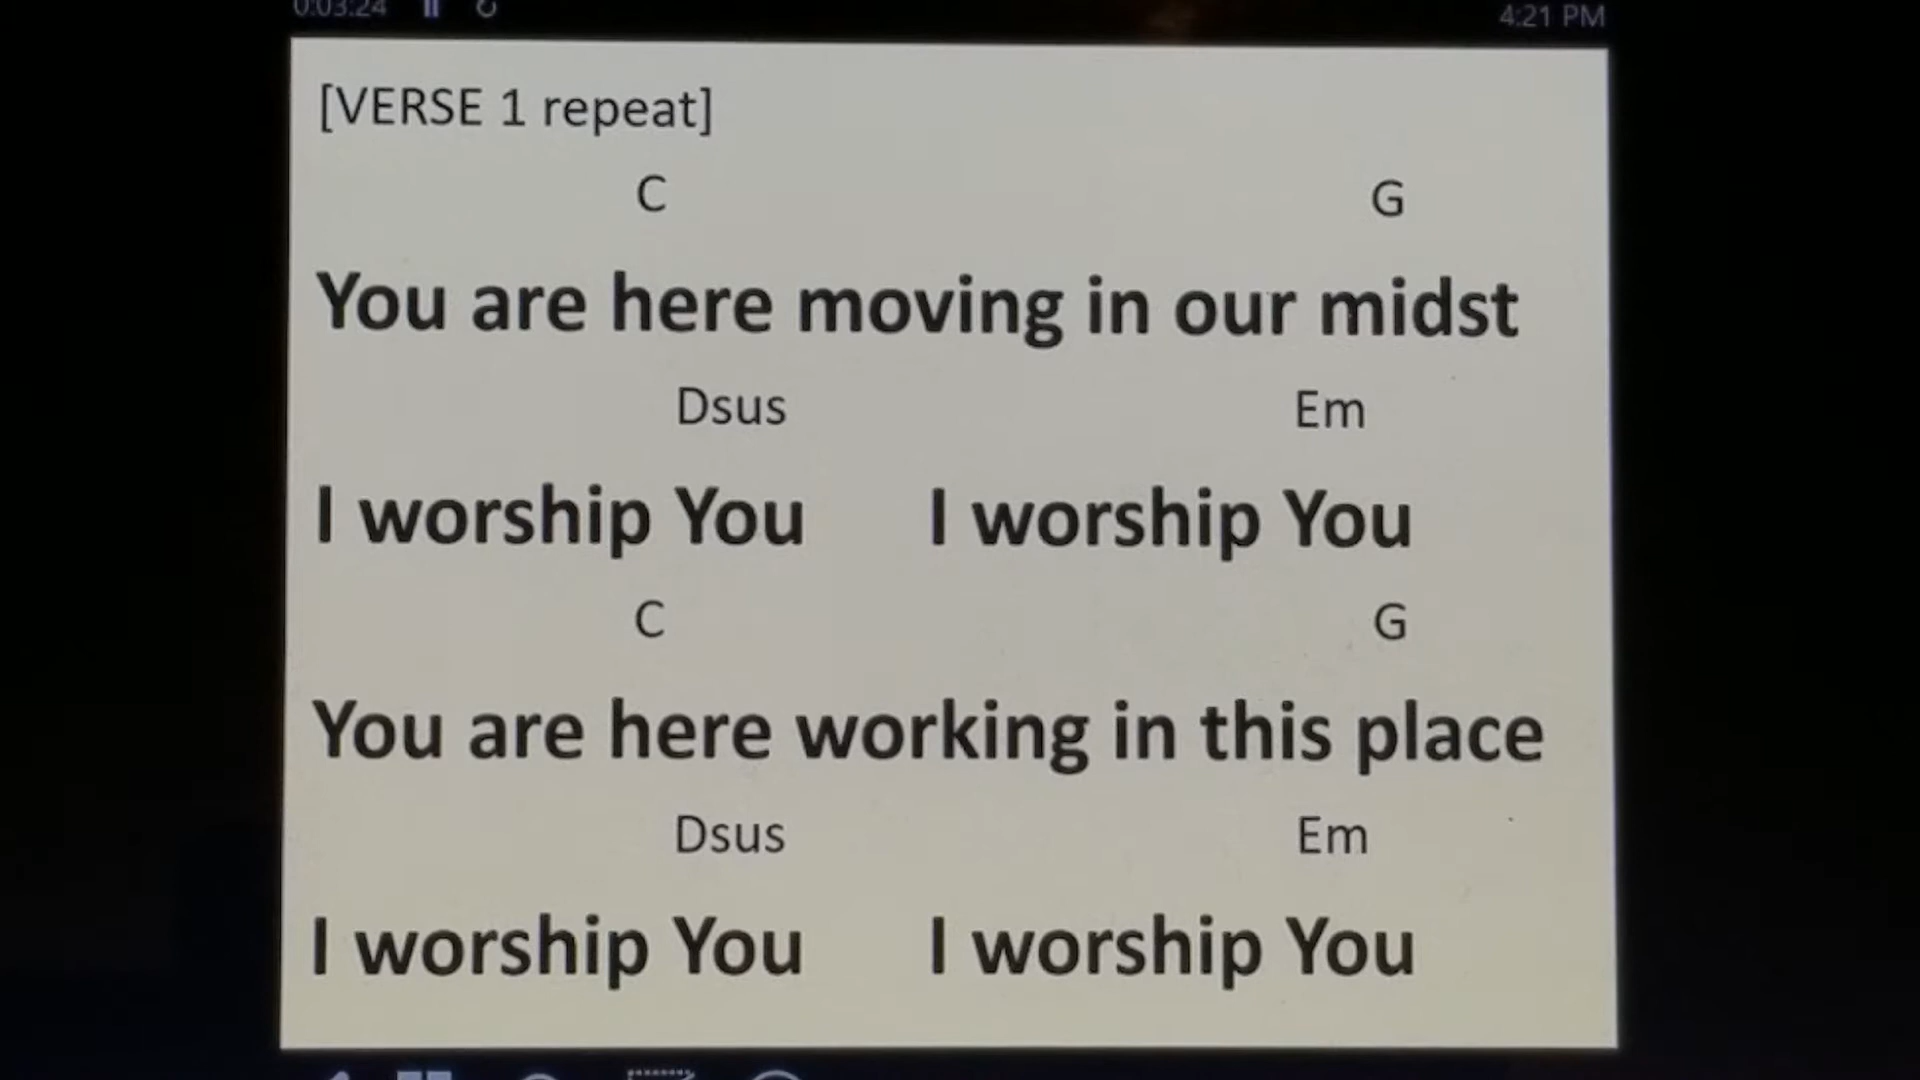 0:03:24 4:21 PM
[VERSE 1 repeat]
C G
You are here moving in our midst
Dsus Em
I worship You I worship You
C G
You are here working in this place
Dsus Em
I worship You I worship You